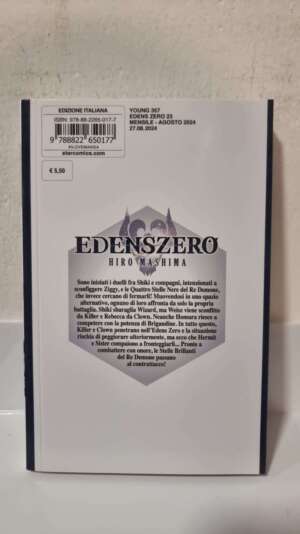 EDIZIONE ITALIANA
ISBN: 978-88-2265-017-7
9 788822 650177
starcomics.com
YOUNG 357
EDENS ZERO 23
MENSILE - AGOSTO 2024
27.08.2024
€ 5,50
EDENSZERO
HIRO MASHIMA
Sono iniziati i duelli fra Shiki e compagni, intenzionati a
sconfiggere Ziggy, e le Quattro Stelle Nere del Re Demone,
che invece cercano di fermarli! Muovendosi in uno spazio
alternativo, ognuno di loro affronta da solo la propria
battaglia. Shiki sbaraglia Wizard, ma Weisz viene sconfitto
da Killer e Rebecca da Clown. Neanche Homura riesce a
competere con la potenza di Brigandine. In tutto questo,
Killer e Clown penetrano nell'Edens Zero e la situazione
rischia di peggiorare ulteriormente, ma ecco che Hermit
e Sister compaiono a fronteggiarli... Pronte a
combattere con onore, le Stelle Brillanti
del Re Demone passano
al contrattacco!